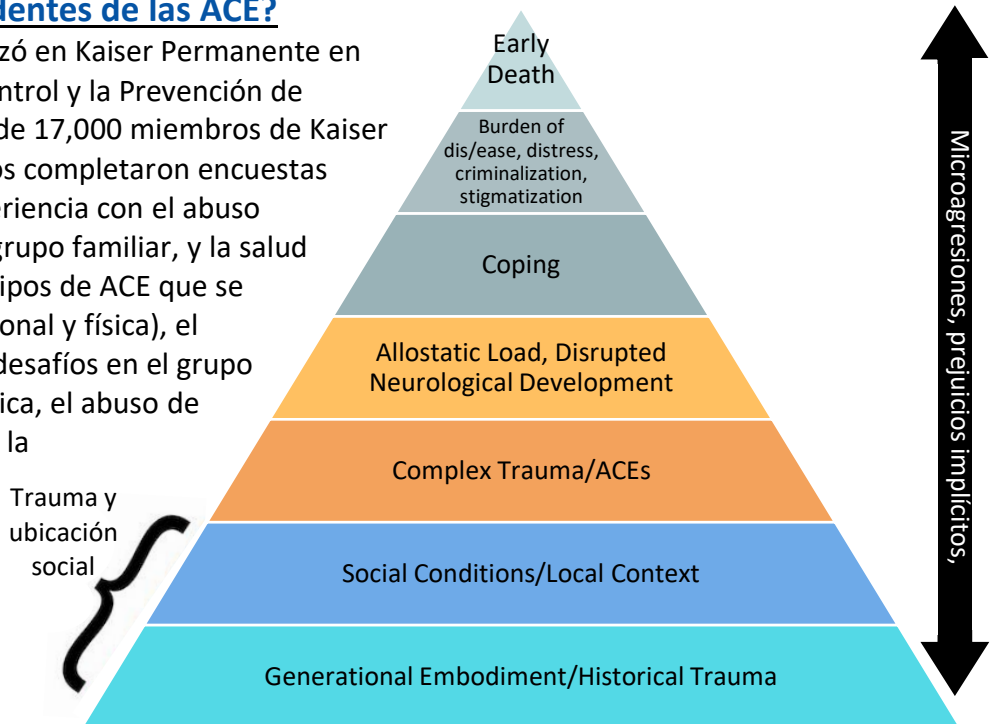 dentes de las ACE?
zó en Kaiser Permanente en
ntrol y la Prevención de
de 17,000 miembros de Kaiser
os completaron encuestas
eriencia con el abuso
grupo familiar, y la salud
ipos de ACE que se
ional y física), el
desafíos en el grupo
ica, el abuso de
la
Trauma y
ubicación
social
Early
Death
Burden of
dis/ease, distress,
criminalization,
stigmatization
Coping
Allostatic Load, Disrupted
Neurological Development
Complex Trauma/ACEs
Social Conditions/Local Context
Generational Embodiment/Historical Trauma
Microagresiones, prejuicios implícitos,